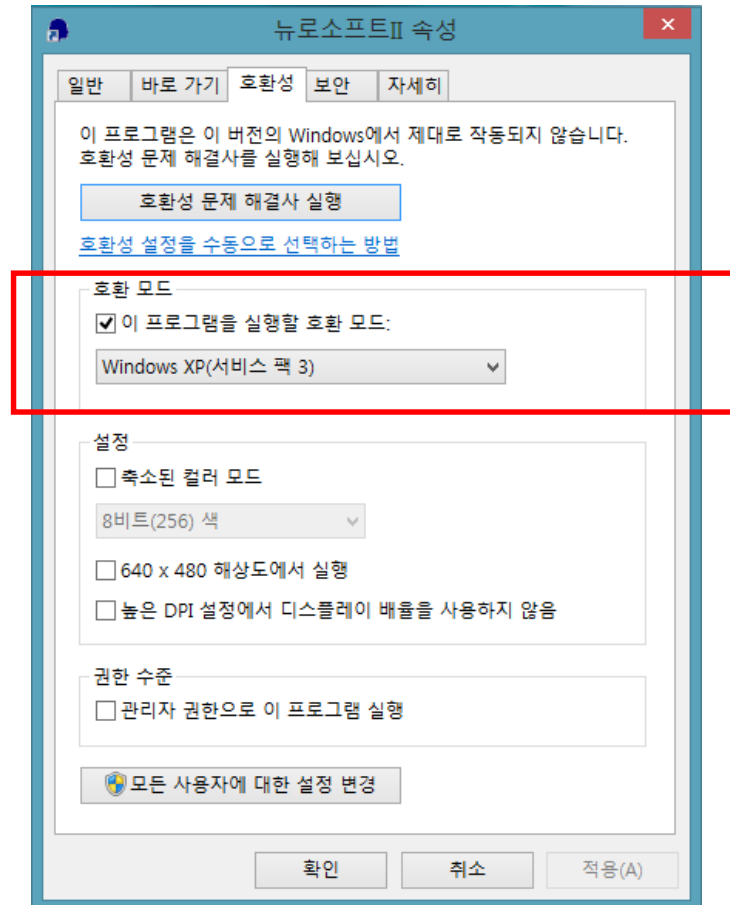 뉴로소프트II 속성
일반 바로 가기 호환성 보안 자세히
이 프로그램은 이 버전의 Windows에서 제대로 작동되지 않습니다.
호환성 문제 해결사를 실행해 보십시오.
호환성 문제 해결사 실행
호환성 설정을 수동으로 선택하는 방법
호환 모드
이 프로그램을 실행할 호환 모드:
Windows XP(서비스 팩 3)
설정
축소된 컬러 모드
8비트(256) 색
640 x 480 해상도에서 실행
높은 DPI 설정에서 디스플레이 배율을 사용하지 않음
권한 수준
관리자 권한으로 이 프로그램 실행
모든 사용자에 대한 설정 변경
확인 취소 적용(A)